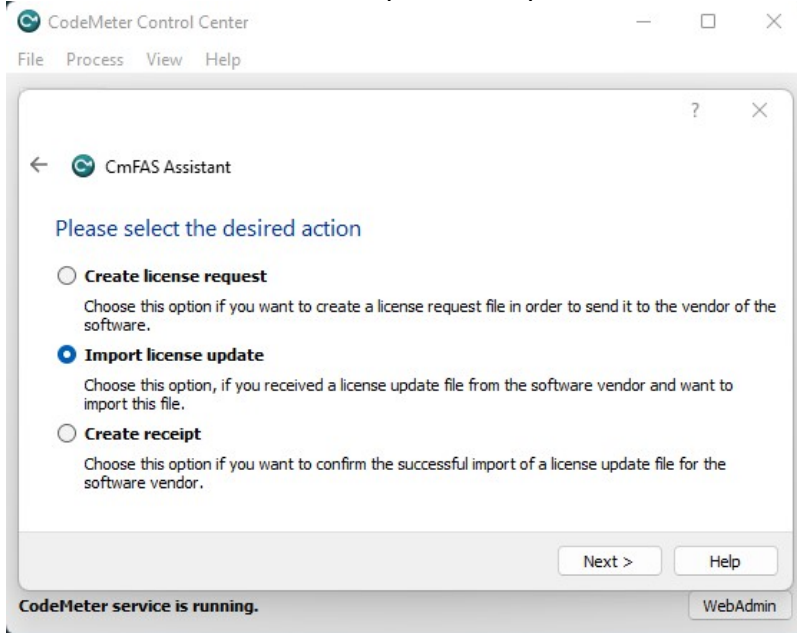 CodeMeter Control Center
File Process View Help
?
CmFAS Assistant
Please select the desired action
Create license request
Choose this option if you want to create a license request file in order to send it to the vendor of the
software.
Import license update
Choose this option, if you received a license update file from the software vendor and want to
import this file.
Create receipt
Choose this option if you want to confirm the successful import of a license update file for the
software vendor.
Next > Help
CodeMeter service is running. WebAdmin